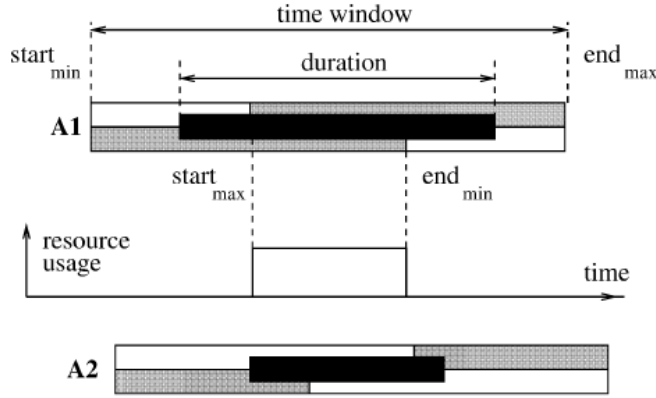 time window
start min
end max
duration
A1
start max
end min
resource
usage
time
A2